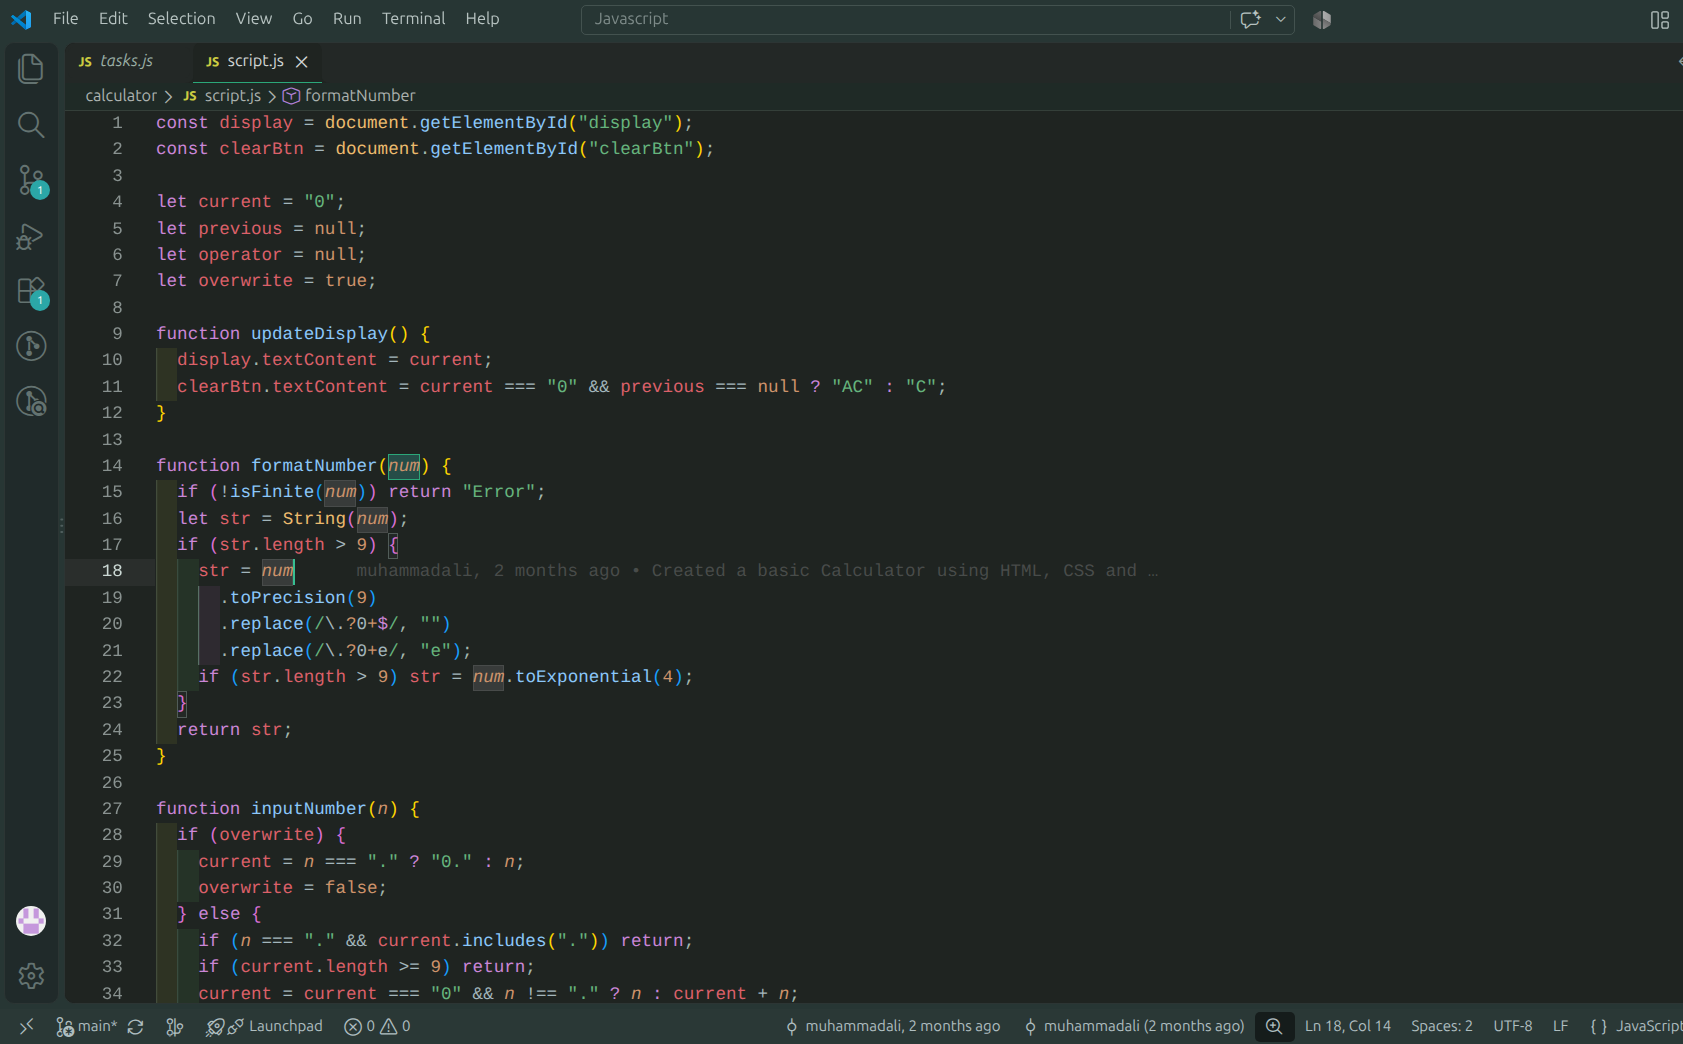 File Edit Selection View Go Run Terminal Help
Javascript
JS tasks.js
JS script.js
calculator > JS script.js > formatNumber
1 const display = document.getElementById("display");
2 const clearBtn = document.getElementById("clearBtn");
3
4 let current = "0";
5 let previous = null;
6 let operator = null;
7 let overwrite = true;
8
9 function updateDisplay() {
10 display.textContent = current;
11 clearBtn.textContent = current === "0" && previous === null ? "AC" : "C";
12 }
13
14 function formatNumber(num) {
15 if (!isFinite(num)) return "Error";
16 let str = String(num);
17 if (str.length > 9) {
18 str = num muhammadali, 2 months ago • Created a basic Calculator using HTML, CSS and …
19 .toPrecision(9)
20 .replace(/\.?0+$/, "")
21 .replace(/\.?0+e/, "e");
22 if (str.length > 9) str = num.toExponential(4);
23 }
24 return str;
25 }
26
27 function inputNumber(n) {
28 if (overwrite) {
29 current = n === "." ? "0." : n;
30 overwrite = false;
31 } else {
32 if (n === "." && current.includes(".")) return;
33 if (current.length >= 9) return;
34 current = current === "0" && n !== "." ? n : current + n;
1
1
main* Launchpad 0 0 muhammadali, 2 months ago muhammadali (2 months ago) Ln 18, Col 14 Spaces: 2 UTF-8 LF { } JavaScript